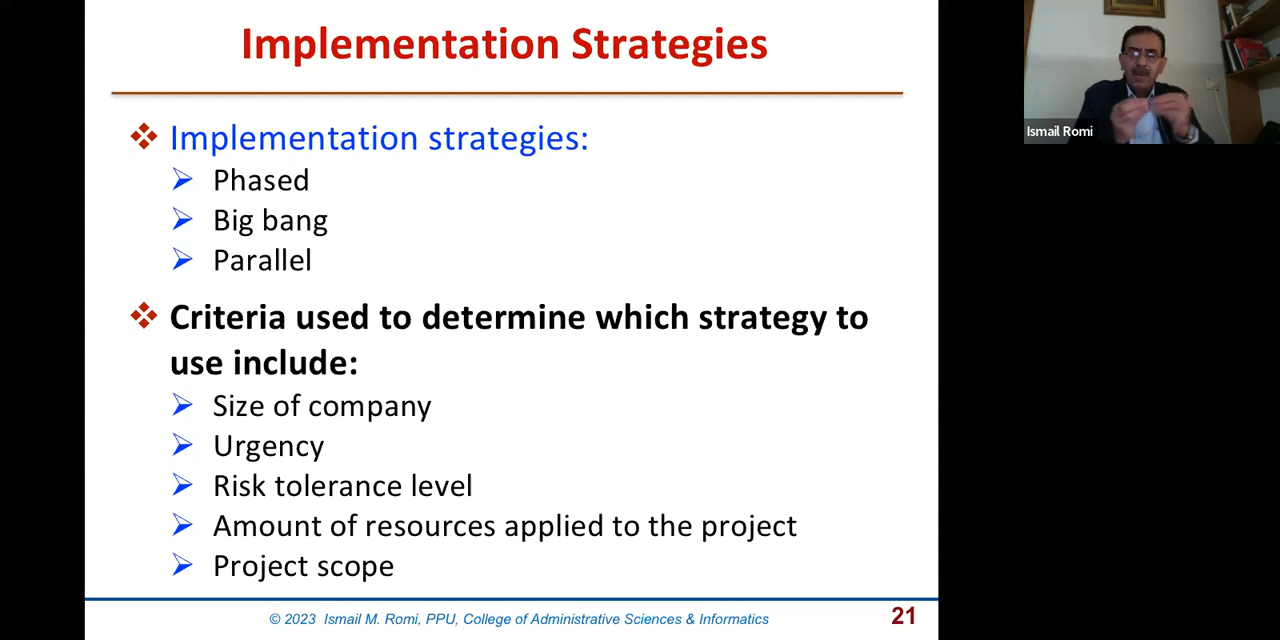 Implementation Strategies
Implementation strategies:
Phased
Big bang
Parallel
Criteria used to determine which strategy to
use include:
Size of company
Urgency
Risk tolerance level
Amount of resources applied to the project
Project scope
© 2023 Ismail M. Romi, PPU, College of Administrative Sciences & Informatics
21
Ismail Romi